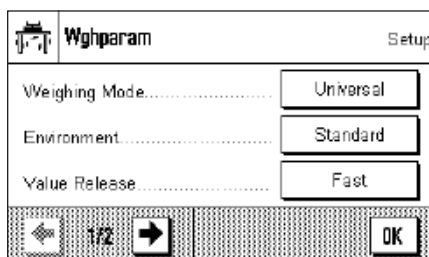 Wghparam Setup
Weighing Mode........................ Universal
Environment............................. Standard
Value Release......................... Fast
1/2 OK